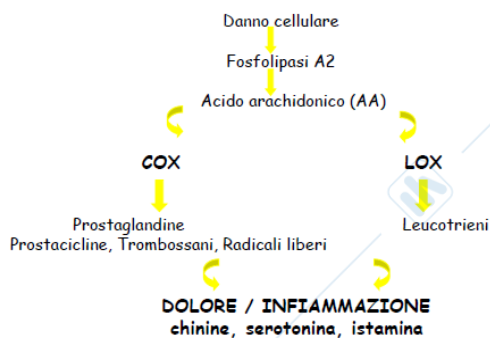 Danno cellulare
Fosfolipasi A2
Acido arachidonico (AA)
COX
LOX
Prostaglandine
Prostacicline, Trombossani, Radicali liberi
Leucotrieni
DOLORE / INFIAMMAZIONE
chinine, serotonina, istamina